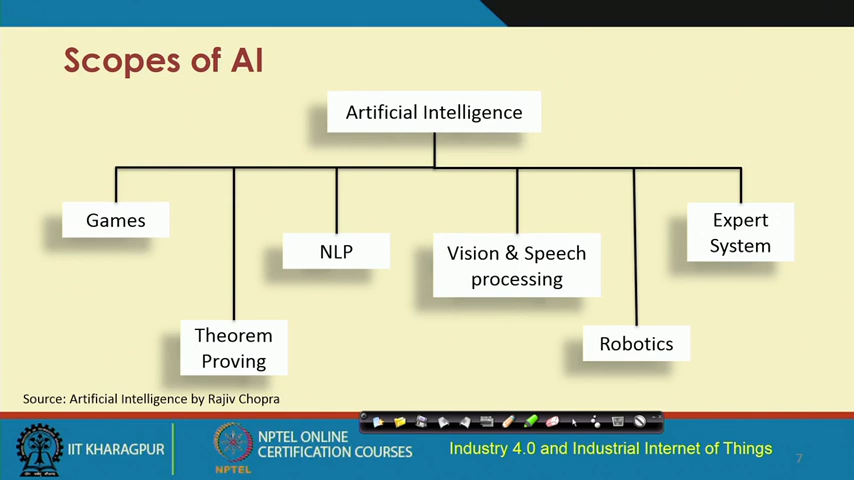 Scopes of AI
Artificial Intelligence
Games
Theorem
Proving
NLP
Vision & Speech
processing
Robotics
Expert
System
Source: Artificial Intelligence by Rajiv Chopra
IIT KHARAGPUR
NPTEL
NPTEL ONLINE
CERTIFICATION COURSES
Industry 4.0 and Industrial Internet of Things
7